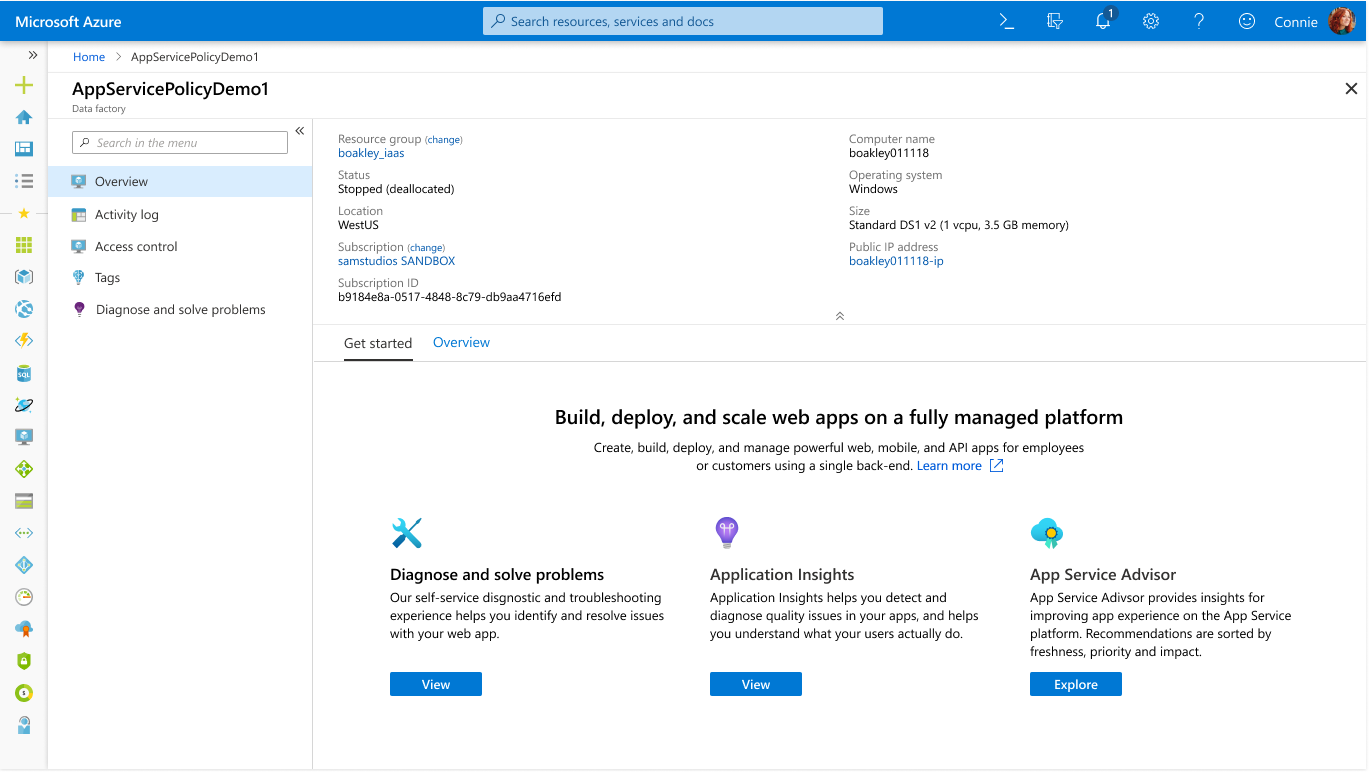 Microsoft Azure
Search resources, services and docs
1
Connie
Home
AppServicePolicyDemo1
AppServicePolicyDemo1
Data factory
Search in the menu
Overview
Activity log
Access control
Tags
Diagnose and solve problems
SQL
Resource group (change)
boakley_iaas
Status
Stopped (deallocated)
Location
WestUS
Subscription (change)
samstudios SANDBOX
Subscription ID
b9184e8a-0517-4848-8c79-db9aa4716efd
Computer name
boakley011118
Operating system
Windows
Size
Standard DS1 v2 (1 vcpu, 3.5 GB memory)
Public IP address
boakley011118-ip
Get started
Overview
Build, deploy, and scale web apps on a fully managed platform
Create, build, deploy, and manage powerful web, mobile, and API apps for employees
or customers using a single back-end. Learn more
Diagnose and solve problems
Our self-service disgnostic and troubleshooting
experience helps you identify and resolve issues
with your web app.
View
Application Insights
Application Insights helps you detect and
diagnose quality issues in your apps, and helps
you understand what your users actually do.
View
App Service Advisor
App Service Adivsor provides insights for
improving app experience on the App Service
platform. Recommendations are sorted by
freshness, priority and impact.
Explore